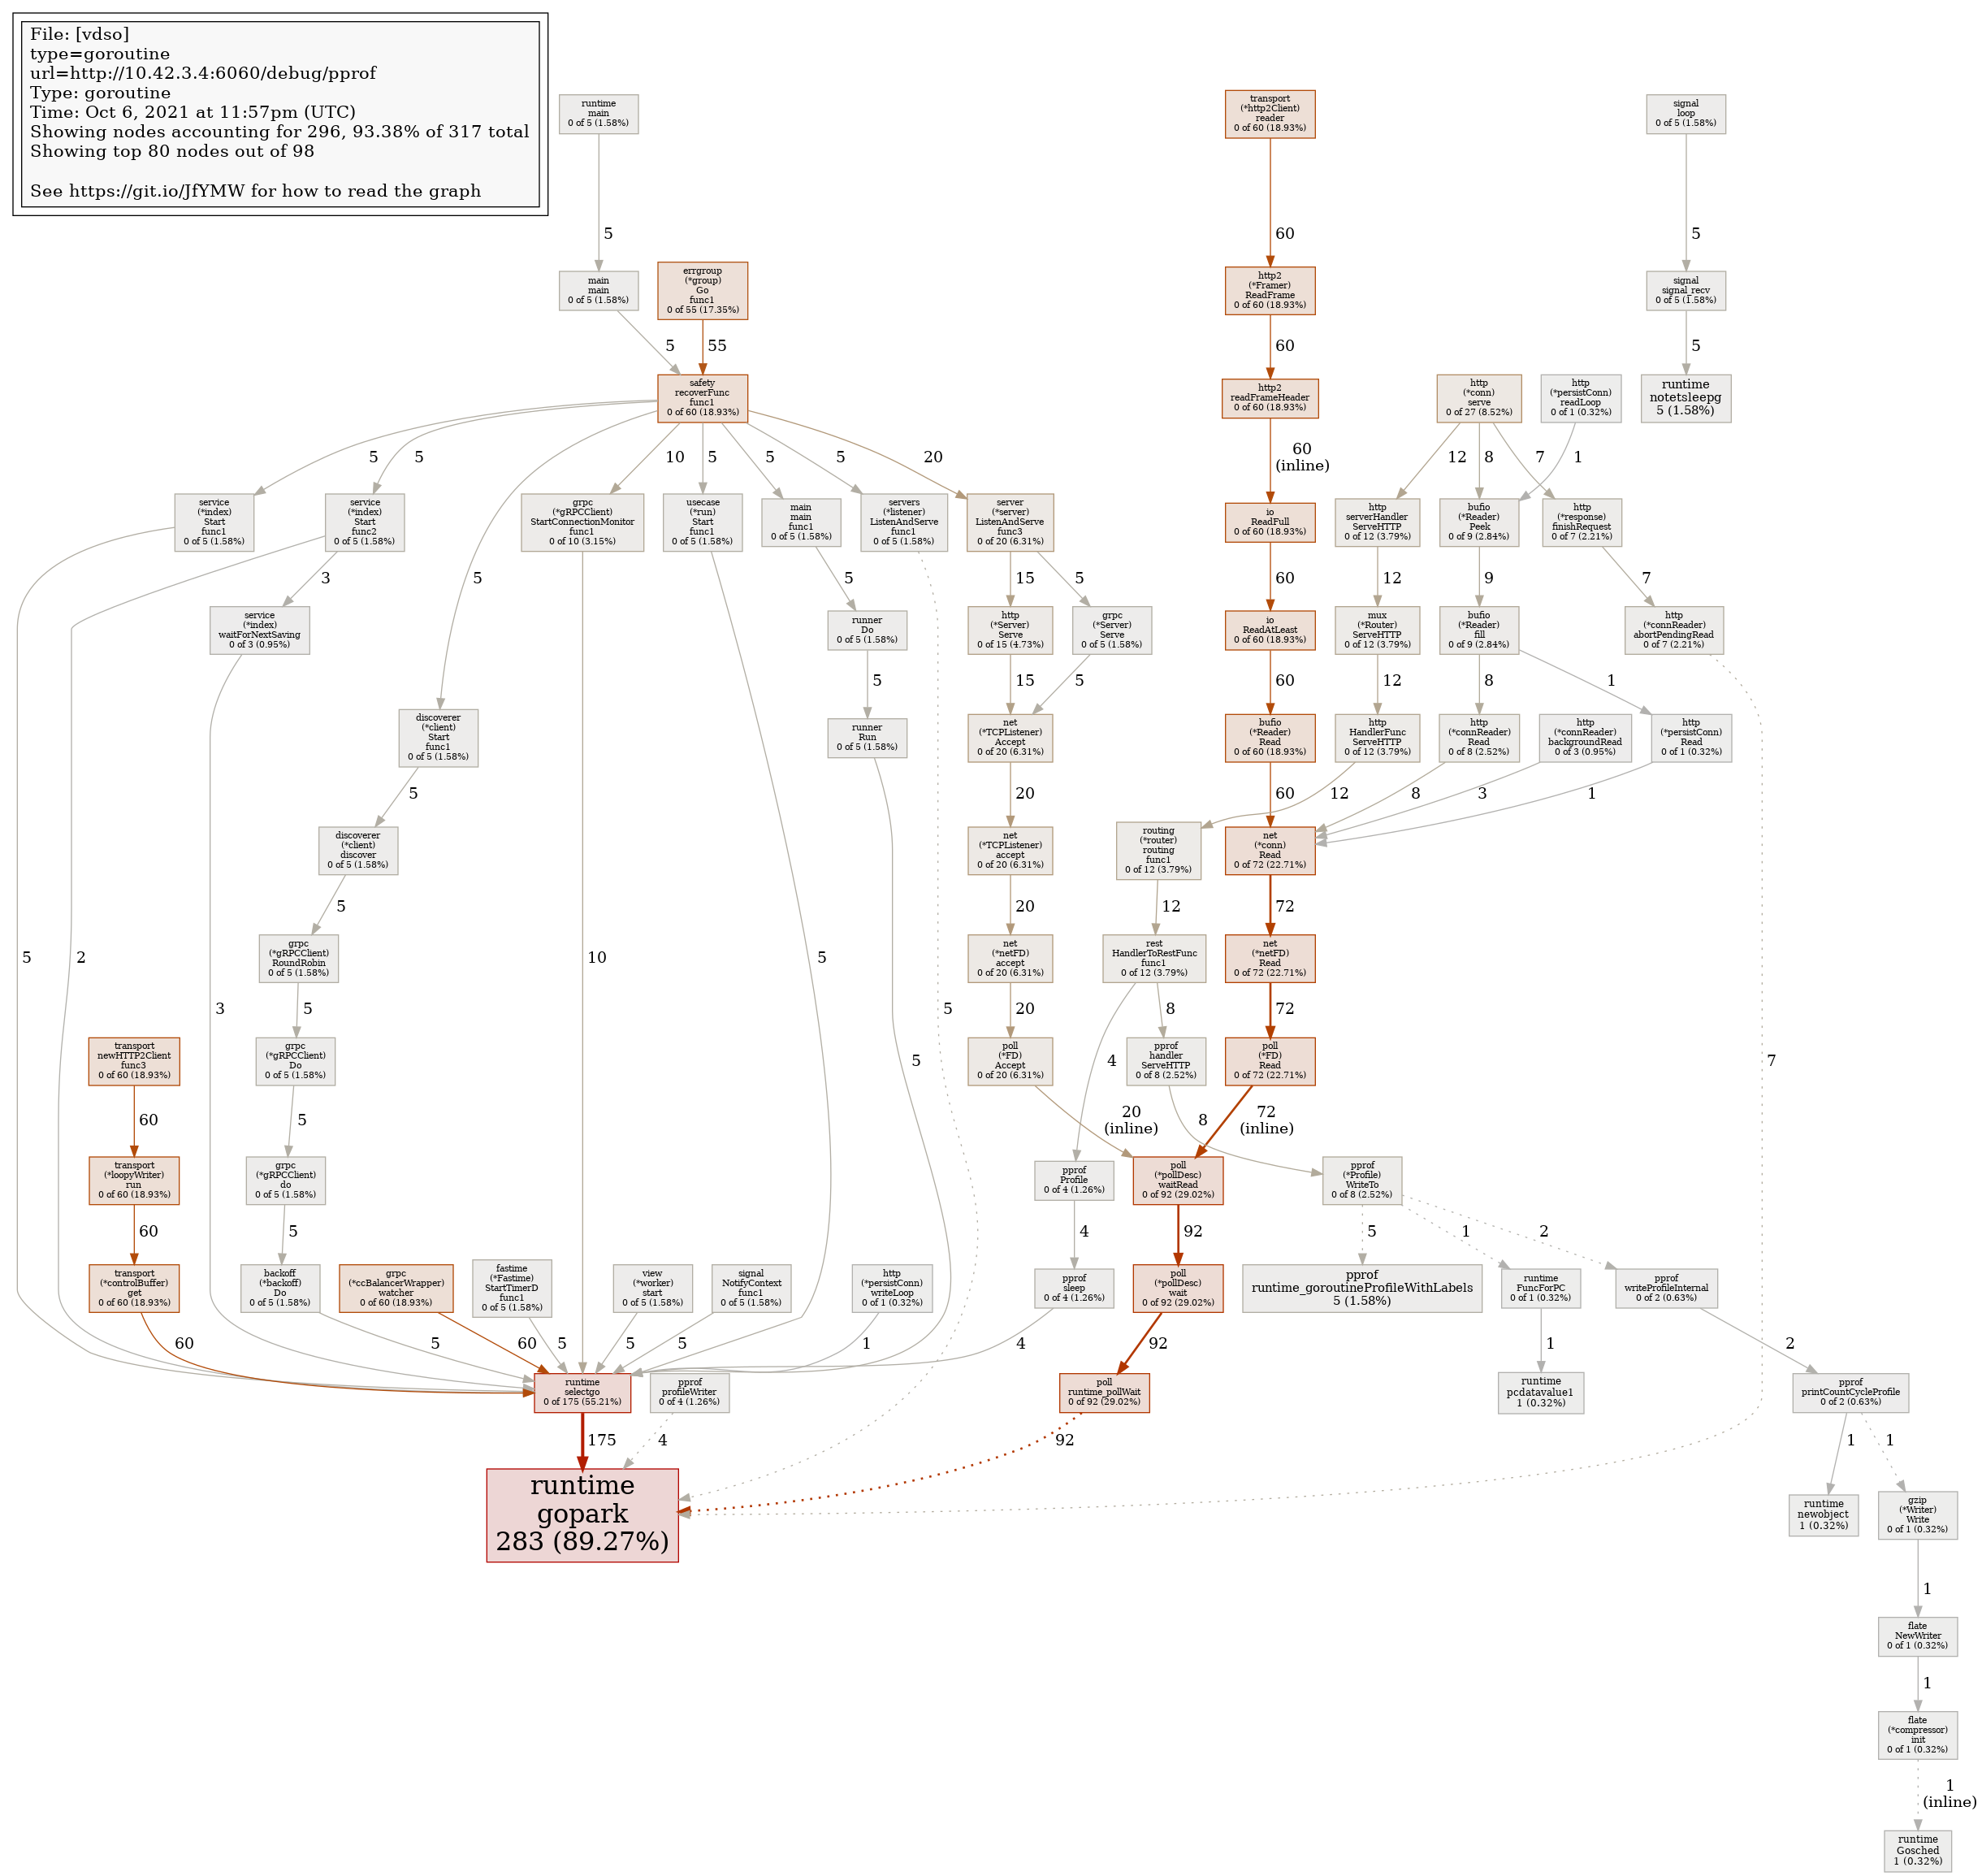 File: [vdso]
type=goroutine
url=http://10.42.3.4:6060/debug/pprof
Type: goroutine
Time: Oct 6, 2021 at 11:57pm (UTC)
Showing nodes accounting for 296, 93.38% of 317 total
Showing top 80 nodes out of 98
See https://git.io/JfYMW for how to read the graph
runtime
main
0 of 5 (1.58%)
transport
(*http2Client)
reader
0 of 60 (18.93%)
signal
loop
0 of 5 (1.58%)
5
60
5
main
main
0 of 5 (1.58%)
errgroup
(*group)
Go
func1
0 of 55 (17.35%)
http2
(*Framer)
ReadFrame
0 of 60 (18.93%)
signal
signal_recv
0 of 5 (1.58%)
5
55
60
5
safety
recoverFunc
func1
0 of 60 (18.93%)
http2
readFrameHeader
0 of 60 (18.93%)
http
(*conn)
serve
0 of 27 (8.52%)
http
(*persistConn)
readLoop
0 of 1 (0.32%)
runtime
notetsleepg
5 (1.58%)
5
5
5
10
5
5
5
20
60
(inline)
12
8
7
1
service
(*index)
Start
func1
0 of 5 (1.58%)
service
(*index)
Start
func2
0 of 5 (1.58%)
grpc
(*gRPCClient)
StartConnectionMonitor
func1
0 of 10 (3.15%)
usecase
(*run)
Start
func1
0 of 5 (1.58%)
main
main
func1
0 of 5 (1.58%)
servers
(*listener)
ListenAndServe
func1
0 of 5 (1.58%)
server
(*server)
ListenAndServe
func3
0 of 20 (6.31%)
io
ReadFull
0 of 60 (18.93%)
http
serverHandler
ServeHTTP
0 of 12 (3.79%)
bufio
(*Reader)
Peek
0 of 9 (2.84%)
http
(*response)
finishRequest
0 of 7 (2.21%)
3
5
15
5
60
12
9
7
service
(*index)
waitForNextSaving
0 of 3 (0.95%)
runner
Do
0 of 5 (1.58%)
http
(*Server)
Serve
0 of 15 (4.73%)
grpc
(*Server)
Serve
0 of 5 (1.58%)
io
ReadAtLeast
0 of 60 (18.93%)
mux
(*Router)
ServeHTTP
0 of 12 (3.79%)
bufio
(*Reader)
fill
0 of 9 (2.84%)
http
(*connReader)
abortPendingRead
0 of 7 (2.21%)
5
15
5
60
12
8
1
discoverer
(*client)
Start
func1
0 of 5 (1.58%)
runner
Run
0 of 5 (1.58%)
net
(*TCPListener)
Accept
0 of 20 (6.31%)
bufio
(*Reader)
Read
0 of 60 (18.93%)
http
HandlerFunc
ServeHTTP
0 of 12 (3.79%)
http
(*connReader)
Read
0 of 8 (2.52%)
http
(*connReader)
backgroundRead
0 of 3 (0.95%)
http
(*persistConn)
Read
0 of 1 (0.32%)
5
20
60
12
8
3
1
discoverer
(*client)
discover
0 of 5 (1.58%)
net
(*TCPListener)
accept
0 of 20 (6.31%)
routing
(*router)
routing
func1
0 of 12 (3.79%)
net
(*conn)
Read
0 of 72 (22.71%)
5
20
12
72
grpc
(*gRPCClient)
RoundRobin
0 of 5 (1.58%)
net
(*netFD)
accept
0 of 20 (6.31%)
rest
HandlerToRestFunc
func1
0 of 12 (3.79%)
net
(*netFD)
Read
0 of 72 (22.71%)
5
2
3
5
10
5
5
5
20
4
8
72
7
transport
newHTTP2Client
func3
0 of 60 (18.93%)
grpc
(*gRPCClient)
Do
0 of 5 (1.58%)
poll
(*FD)
Accept
0 of 20 (6.31%)
pprof
handler
ServeHTTP
0 of 8 (2.52%)
poll
(*FD)
Read
0 of 72 (22.71%)
60
5
20
(inline)
8
72
(inline)
transport
(*loopyWriter)
run
0 of 60 (18.93%)
grpc
(*gRPCClient)
do
0 of 5 (1.58%)
pprof
Profile
0 of 4 (1.26%)
poll
(*pollDesc)
waitRead
0 of 92 (29.02%)
pprof
(*Profile)
WriteTo
0 of 8 (2.52%)
60
5
4
92
5
1
2
transport
(*controlBuffer)
get
0 of 60 (18.93%)
backoff
(*backoff)
Do
0 of 5 (1.58%)
grpc
(*ccBalancerWrapper)
watcher
0 of 60 (18.93%)
fastime
(*Fastime)
StartTimerD
func1
0 of 5 (1.58%)
view
(*worker)
start
0 of 5 (1.58%)
signal
NotifyContext
func1
0 of 5 (1.58%)
http
(*persistConn)
writeLoop
0 of 1 (0.32%)
pprof
sleep
0 of 4 (1.26%)
poll
(*pollDesc)
wait
0 of 92 (29.02%)
pprof
runtime_goroutineProfileWithLabels
5 (1.58%)
runtime
FuncForPC
0 of 1 (0.32%)
pprof
writeProfileInternal
0 of 2 (0.63%)
60
5
60
5
5
5
1
4
92
1
2
runtime
selectgo
0 of 175 (55.21%)
pprof
profileWriter
0 of 4 (1.26%)
poll
runtime_pollWait
0 of 92 (29.02%)
runtime
pcdatavalue1
1 (0.32%)
pprof
printCountCycleProfile
0 of 2 (0.63%)
175
4
92
1
1
runtime
gopark
283 (89.27%)
runtime
newobject
1 (0.32%)
gzip
(*Writer)
Write
0 of 1 (0.32%)
1
flate
NewWriter
0 of 1 (0.32%)
1
flate
(*compressor)
init
0 of 1 (0.32%)
1
(inline)
runtime
Gosched
1 (0.32%)